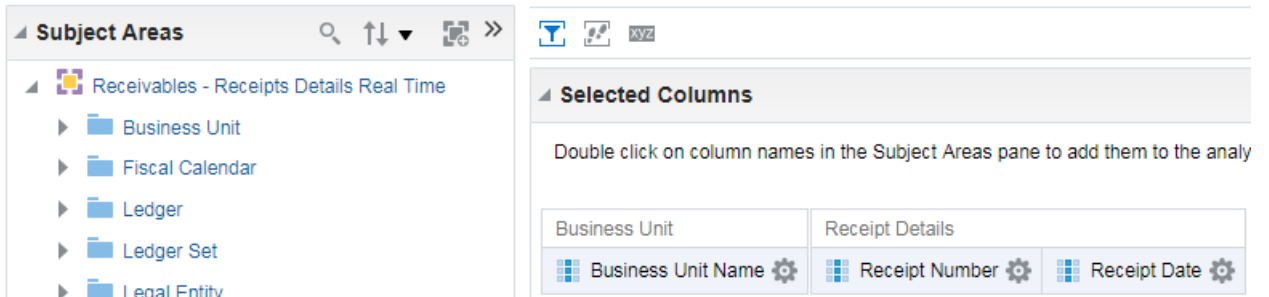 Subject Areas
Receivables - Receipts Details Real Time
Business Unit
Fiscal Calendar
Ledger
Ledger Set
Legal Entity
xyz
Selected Columns
Double click on column names in the Subject Areas pane to add them to the analy
Business Unit
Receipt Details
Business Unit Name
Receipt Number
Receipt Date